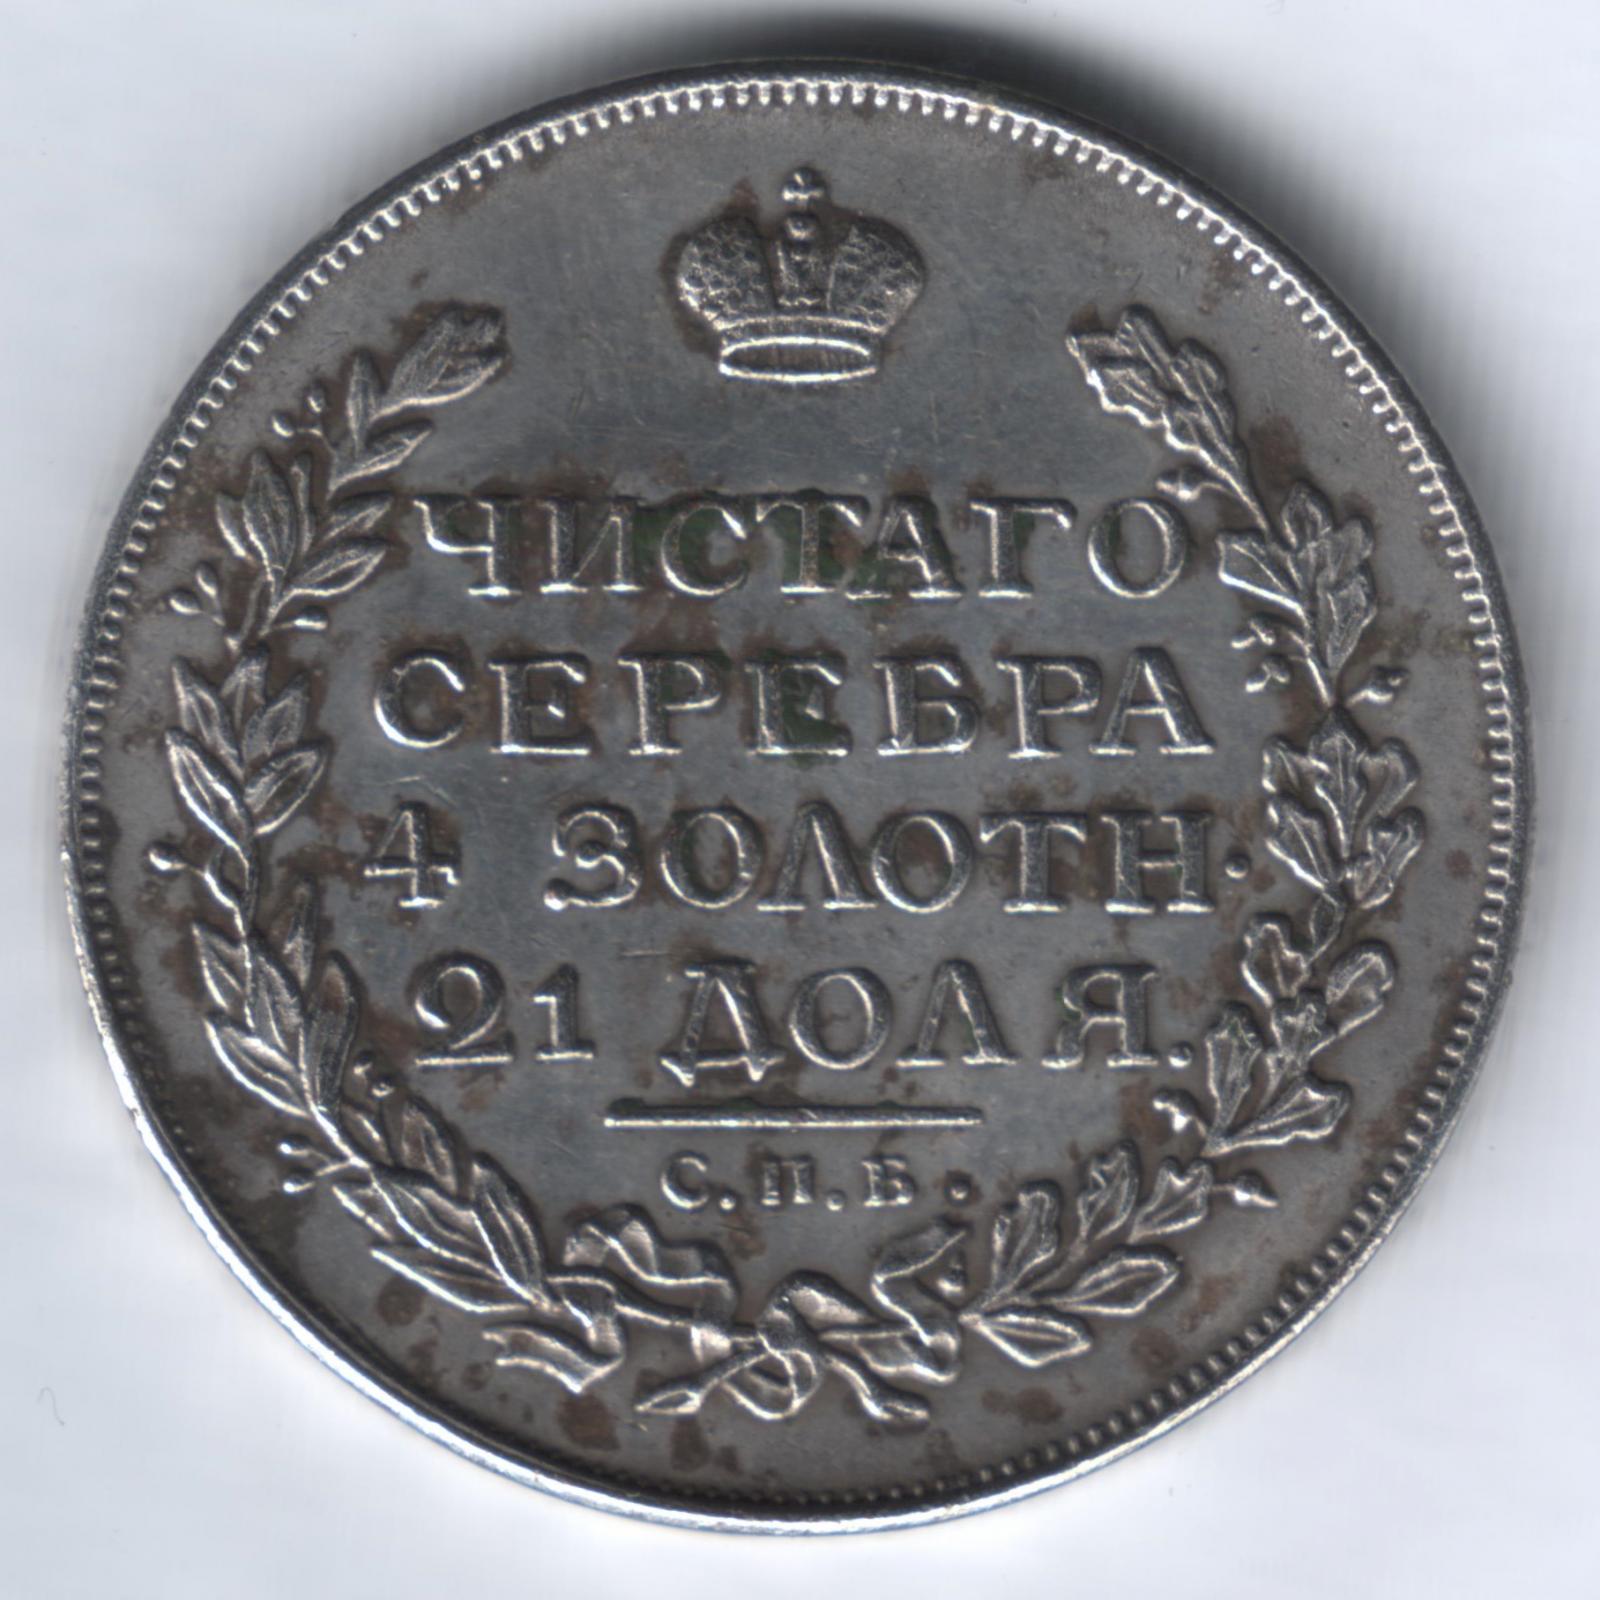 ЧИСТАГО
СЕРЕБРА
4 ЗОЛОТН·
21 ДОЛЯ.
С.П.Б.